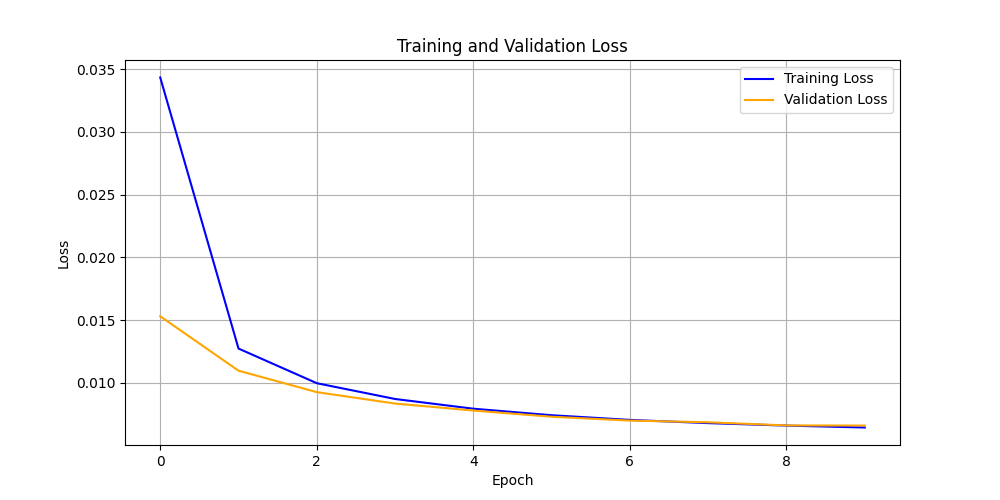 Training and Validation Loss
Training Loss
Validation Loss
Loss
0.035
0.030
0.025
0.020
0.015
0.010
0 2 4 6 8
Epoch